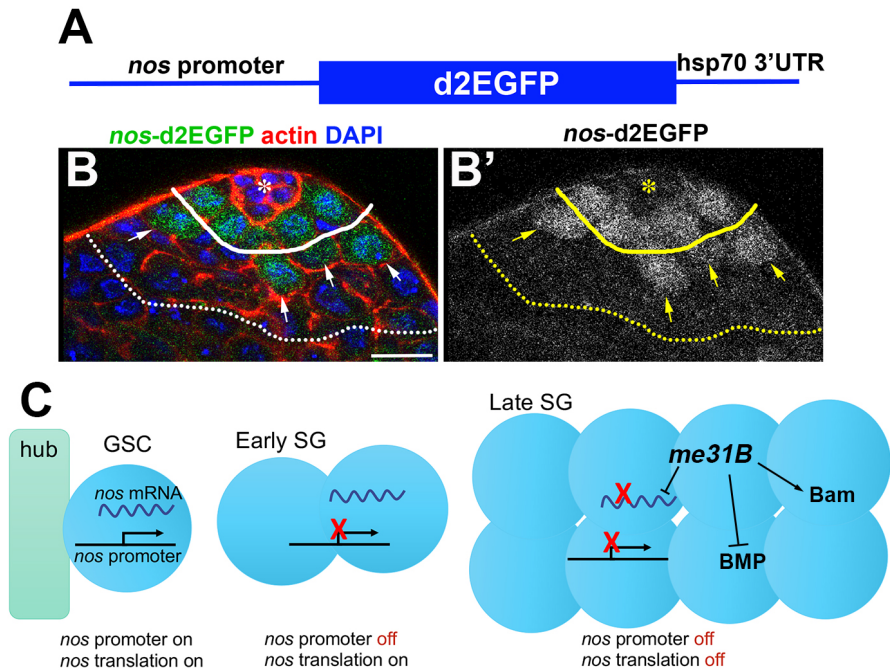 A
nos promoter
d2EGFP
hsp70 3’UTR
nos-d2EGFP actin DAPI
nos-d2EGFP
B
*
B’
*
C
hub
GSC
nos mRNA
nos promoter
nos promoter on
nos translation on
Early SG
X
nos promoter off
nos translation on
Late SG
me31B
X
Bam
X
BMP
nos promoter off
nos translation off